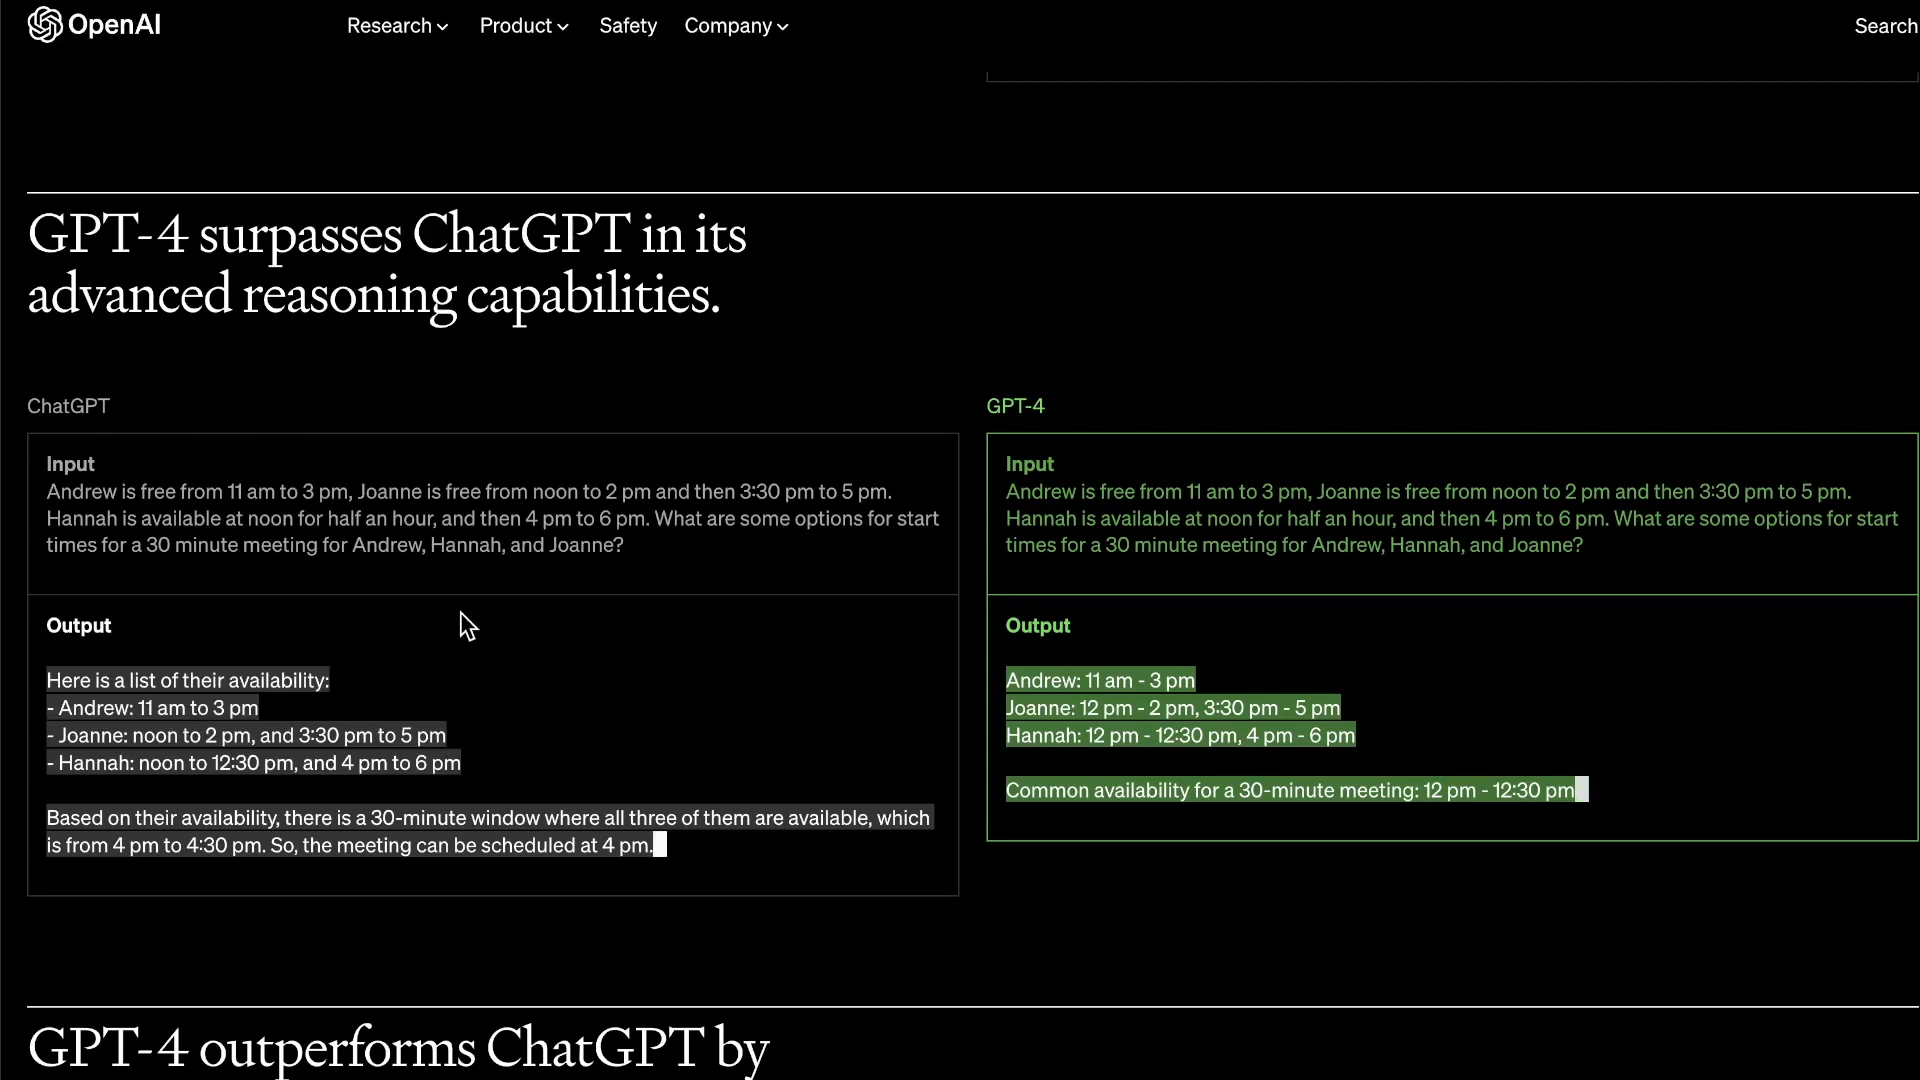 OpenAI
Research
Product
Safety
Company
Search
GPT-4 surpasses ChatGPT in its
advanced reasoning capabilities.
ChatGPT
Input
Andrew is free from 11 am to 3 pm, Joanne is free from noon to 2 pm and then 3:30 pm to 5 pm.
Hannah is available at noon for half an hour, and then 4 pm to 6 pm. What are some options for start
times for a 30 minute meeting for Andrew, Hannah, and Joanne?
Output
Here is a list of their availability:
- Andrew: 11 am to 3 pm
- Joanne: noon to 2 pm, and 3:30 pm to 5 pm
- Hannah: noon to 12:30 pm, and 4 pm to 6 pm
Based on their availability, there is a 30-minute window where all three of them are available, which
is from 4 pm to 4:30 pm. So, the meeting can be scheduled at 4 pm.
GPT-4
Input
Andrew is free from 11 am to 3 pm, Joanne is free from noon to 2 pm and then 3:30 pm to 5 pm.
Hannah is available at noon for half an hour, and then 4 pm to 6 pm. What are some options for start
times for a 30 minute meeting for Andrew, Hannah, and Joanne?
Output
Andrew: 11 am - 3 pm
Joanne: 12 pm - 2 pm, 3:30 pm - 5 pm
Hannah: 12 pm - 12:30 pm, 4 pm - 6 pm
Common availability for a 30-minute meeting: 12 pm - 12:30 pm
GPT-4 outperforms ChatGPT by